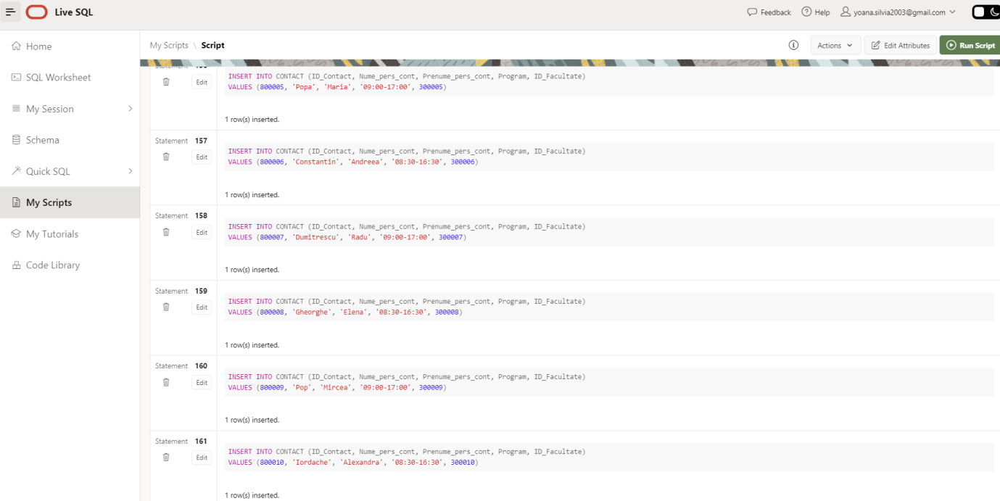 Live SQL
Feedback
Help
yoana.silvia2003@gmail.com
Home
SQL Worksheet
My Session
Schema
Quick SQL
My Scripts
My Tutorials
Code Library
My Scripts \ Script
Actions
Edit Attributes
Run Script
Edit
INSERT INTO CONTACT (ID_Contact, Nume_pers_cont, Prenume_pers_cont, Program, ID_Facultate)
VALUES (800005, 'Popa', 'Maria', '09:00-17:00', 300005)
1 row(s) inserted.
Statement 157
Edit
INSERT INTO CONTACT (ID_Contact, Nume_pers_cont, Prenume_pers_cont, Program, ID_Facultate)
VALUES (800006, 'Constantin', 'Andreea', '08:30-16:30', 300006)
1 row(s) inserted.
Statement 158
Edit
INSERT INTO CONTACT (ID_Contact, Nume_pers_cont, Prenume_pers_cont, Program, ID_Facultate)
VALUES (800007, 'Dumitrescu', 'Radu', '09:00-17:00', 300007)
1 row(s) inserted.
Statement 159
Edit
INSERT INTO CONTACT (ID_Contact, Nume_pers_cont, Prenume_pers_cont, Program, ID_Facultate)
VALUES (800008, 'Gheorghe', 'Elena', '08:30-16:30', 300008)
1 row(s) inserted.
Statement 160
Edit
INSERT INTO CONTACT (ID_Contact, Nume_pers_cont, Prenume_pers_cont, Program, ID_Facultate)
VALUES (800009, 'Pop', 'Mircea', '09:00-17:00', 300009)
1 row(s) inserted.
Statement 161
Edit
INSERT INTO CONTACT (ID_Contact, Nume_pers_cont, Prenume_pers_cont, Program, ID_Facultate)
VALUES (800010, 'Iordache', 'Alexandra', '08:30-16:30', 300010)
1 row(s) inserted.